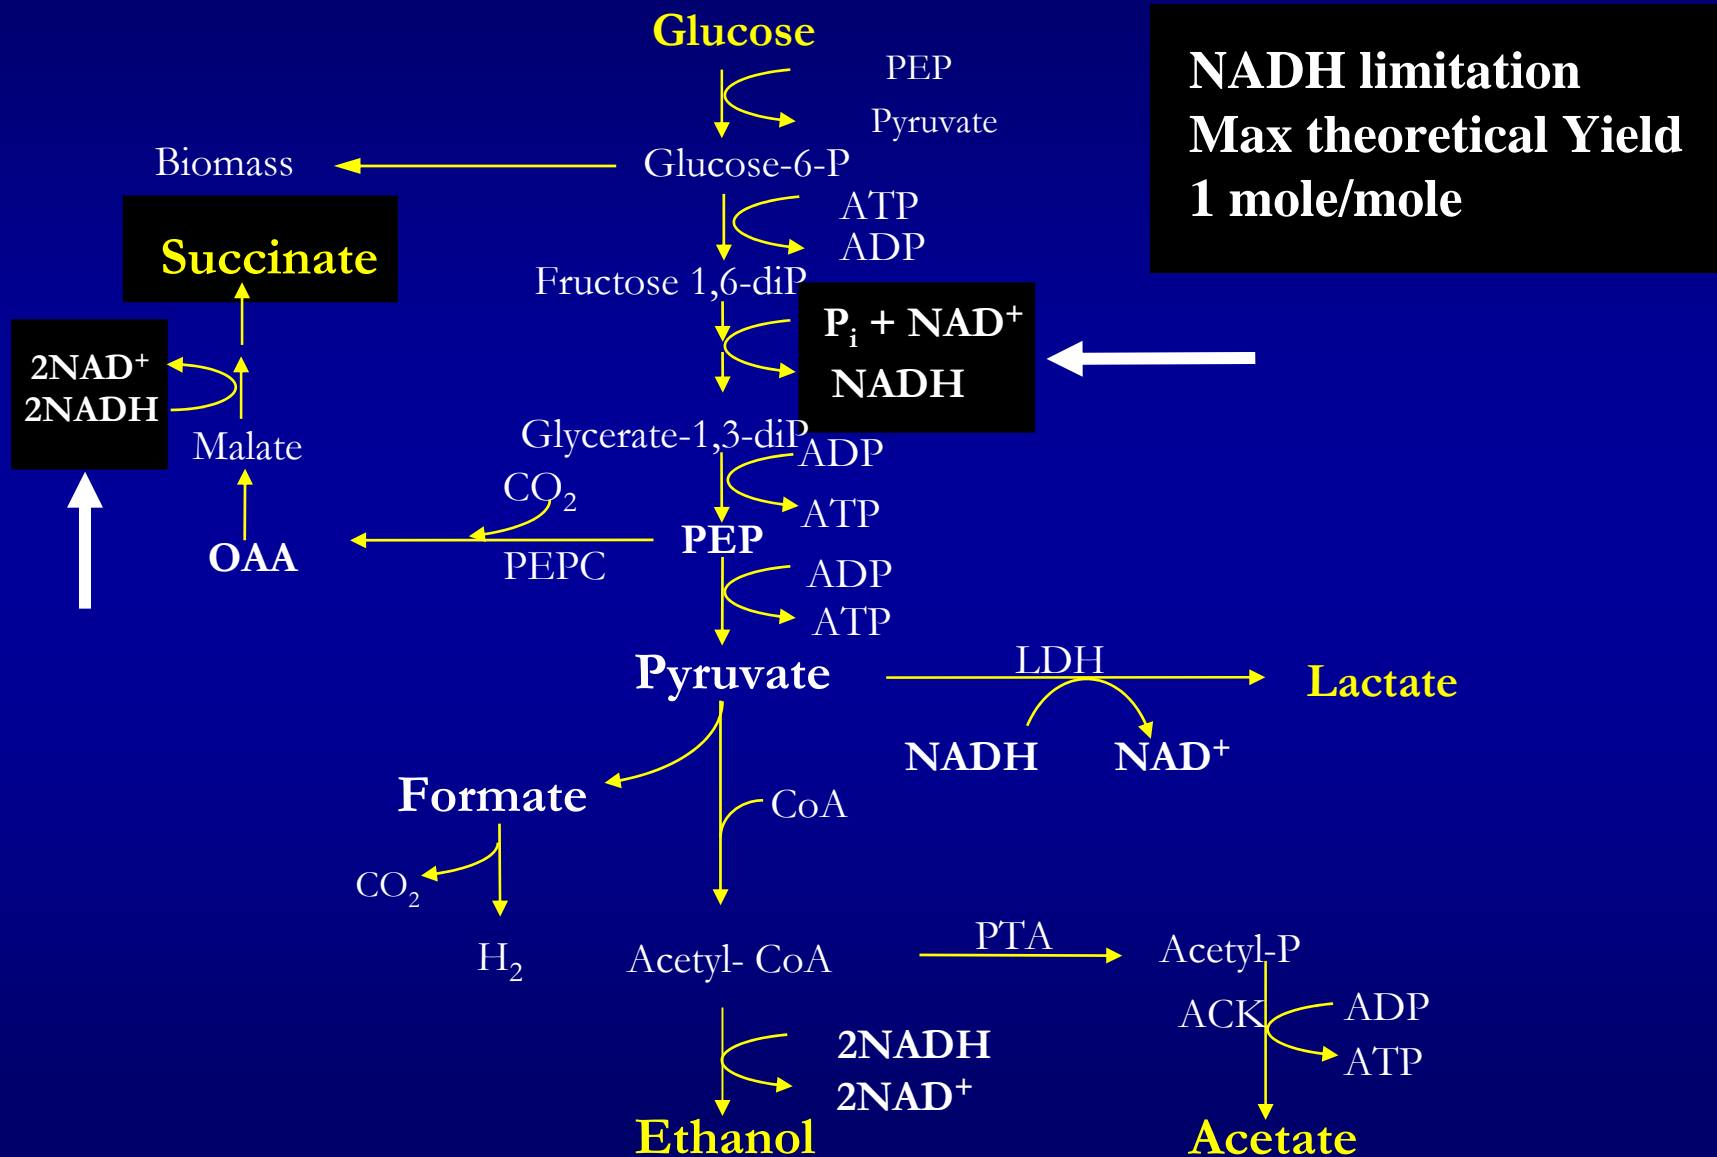 Glucose
PEP
Pyruvate
NADH limitation
Max theoretical Yield
1 mole/mole
Biomass
Glucose-6-P
ATP
ADP
Succinate
Fructose 1,6-diP
Pᵢ + NAD⁺
NADH
2NAD⁺
2NADH
Malate
Glycerate-1,3-diP
ADP
ATP
CO₂
OAA
PEPC
PEP
ADP
ATP
Pyruvate
LDH
Lactate
NADH
NAD⁺
Formate
CoA
CO₂
H₂
Acetyl- CoA
PTA
Acetyl-P
ACK
ADP
ATP
2NADH
2NAD⁺
Ethanol
Acetate